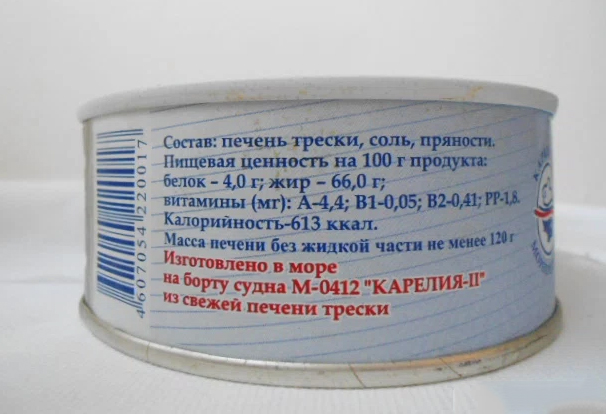 Состав: печень трески, соль, пряности.
Пищевая ценность на 100 г продукта:
белок – 4,0 г; жир – 66,0 г;
витамины (мг): А-4,4; В1-0,05; В2-0,41; РР-1,8.
Калорийность-613 ккал.
Масса печени без жидкой части не менее 120 г
Изготовлено в море
на борту судна М-0412 "КАРЕЛИЯ-II"
из свежей печени трески
4607054220017